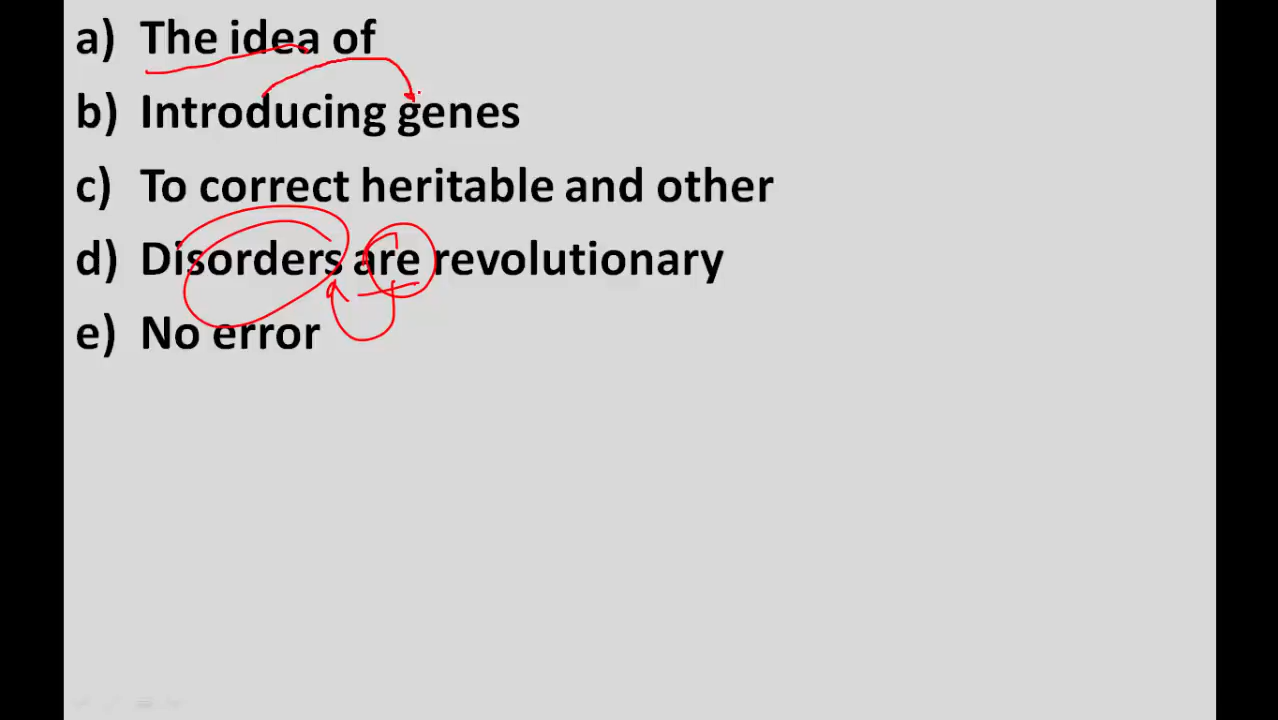 a) The idea of
b) Introducing genes
c) To correct heritable and other
d) Disorders are revolutionary
e) No error